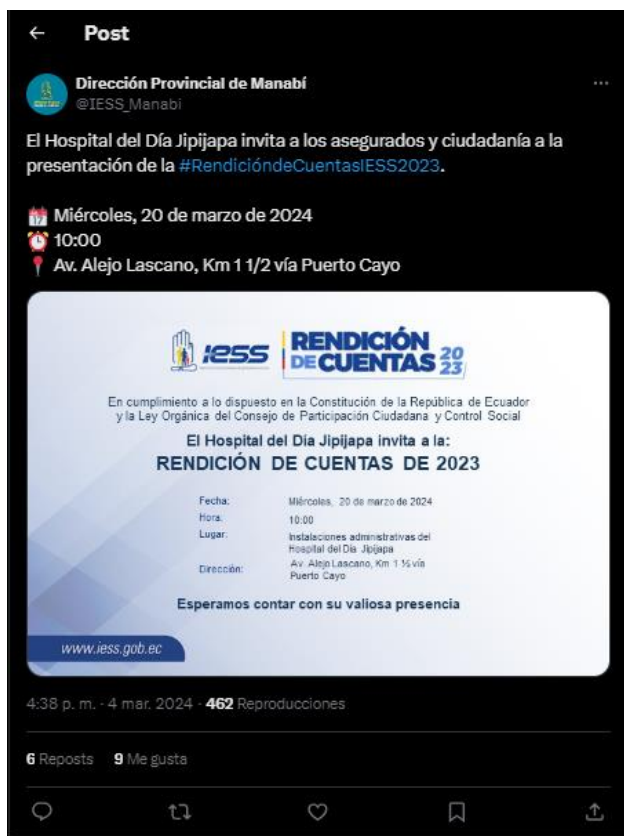 Post
Dirección Provincial de Manabí
@IESS_Manabi
El Hospital del Día Jipijapa invita a los asegurados y ciudadanía a la
presentación de la #RendicióndeCuentasIESS2023.
Miércoles, 20 de marzo de 2024
10:00
Av. Alejo Lascano, Km 1 1/2 vía Puerto Cayo
iess
RENDICIÓN
DE CUENTAS 2023
En cumplimiento a lo dispuesto en la Constitución de la República de Ecuador
y la Ley Orgánica del Consejo de Participación Ciudadana y Control Social
El Hospital del Día Jipijapa invita a la:
RENDICIÓN DE CUENTAS DE 2023
Fecha: Miércoles, 20 de marzo de 2024
Hora: 10:00
Lugar: Instalaciones administrativas del
Hospital del Día Jipijapa
Dirección: Av. Alejo Lascano, Km 1 ½ vía
Puerto Cayo
Esperamos contar con su valiosa presencia
www.iess.gob.ec
4:38 p. m. · 4 mar. 2024 · 462 Reproducciones
6 Reposts 9 Me gusta